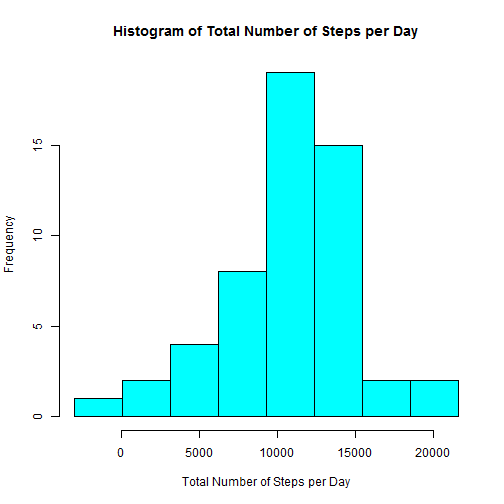 Histogram of Total Number of Steps per Day
Frequency
15
10
5
0
0 5000 10000 15000 20000
Total Number of Steps per Day